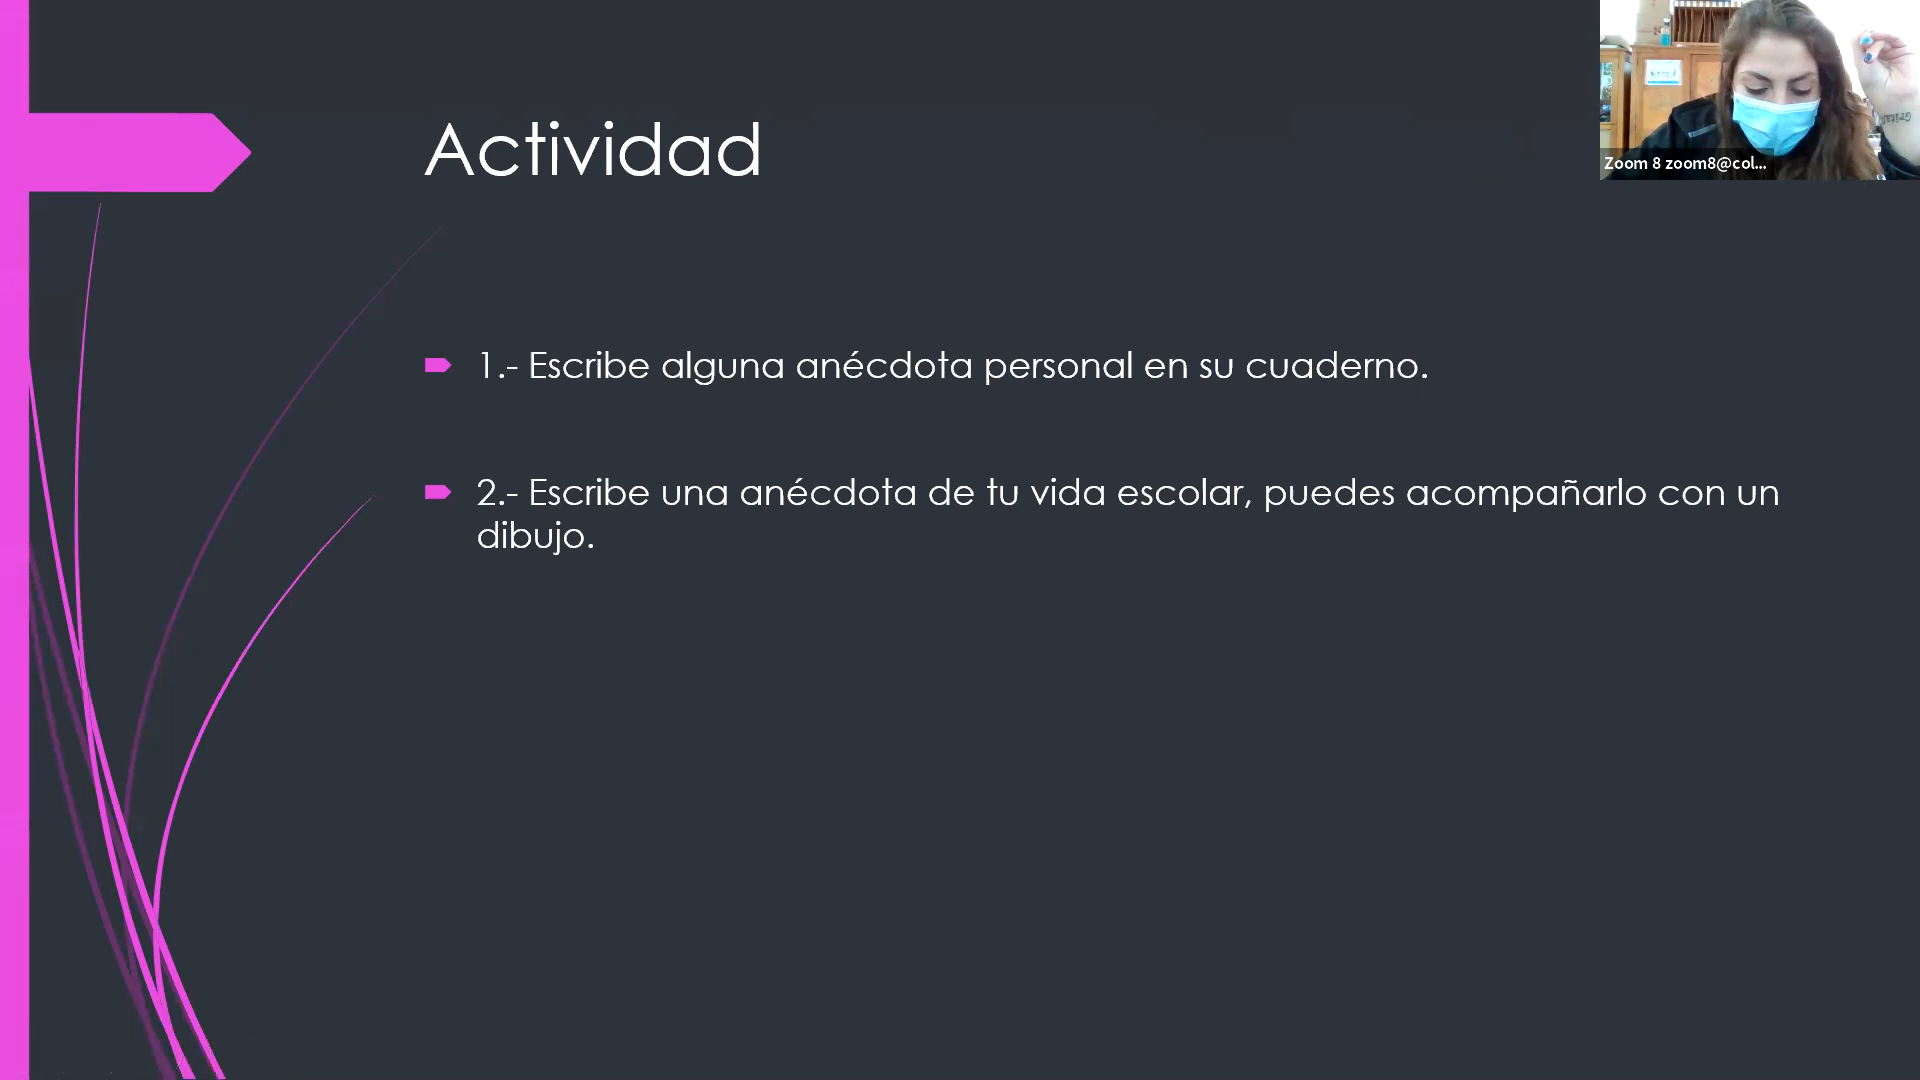 Actividad
1.- Escribe alguna anécdota personal en su cuaderno.
2.- Escribe una anécdota de tu vida escolar, puedes acompañarlo con un
dibujo.
Zoom 8 zoom8@col...